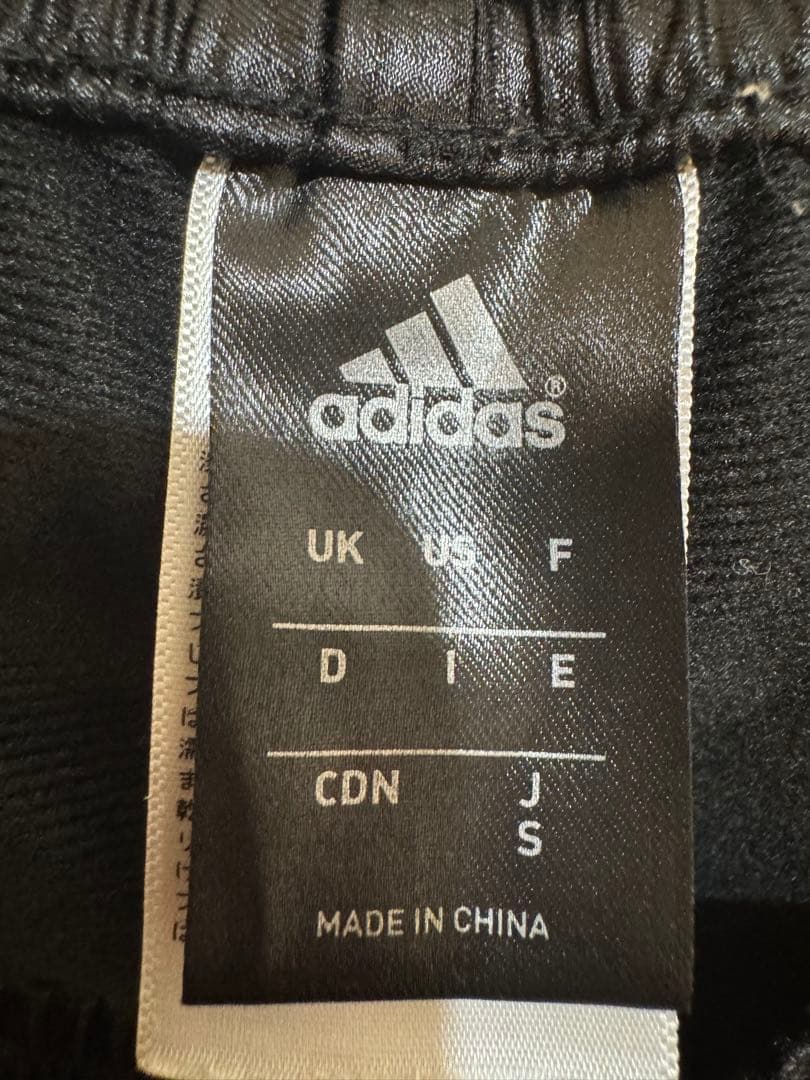 adidas®
UK US F
D I E
CDN J
S
MADE IN CHINA